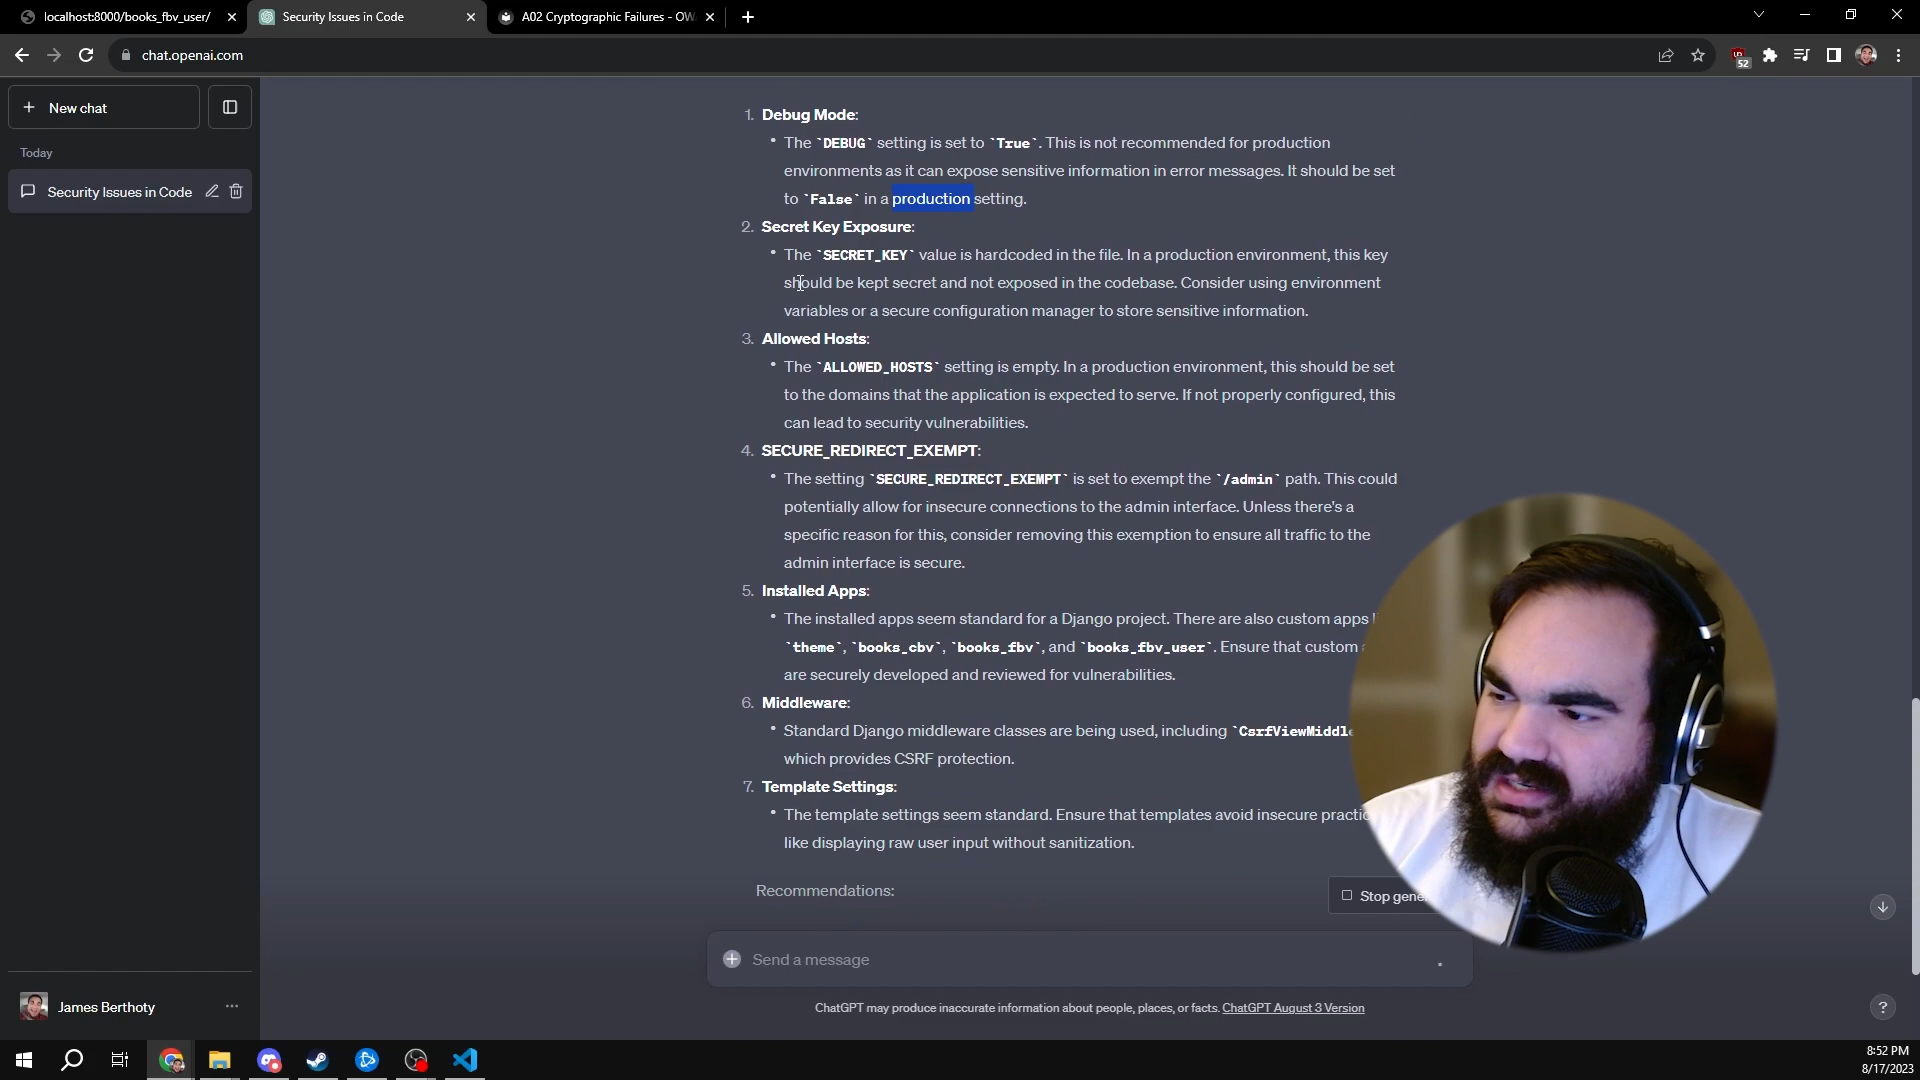 localhost:8000/books_fbv_user/
Security Issues in Code
A02 Cryptographic Failures - OW
chat.openai.com
52
New chat
Today
Security Issues in Code
1. Debug Mode:
• The `DEBUG` setting is set to `True`. This is not recommended for production
environments as it can expose sensitive information in error messages. It should be set
to `False` in a production setting.
2. Secret Key Exposure:
• The `SECRET_KEY` value is hardcoded in the file. In a production environment, this key
should be kept secret and not exposed in the codebase. Consider using environment
variables or a secure configuration manager to store sensitive information.
3. Allowed Hosts:
• The `ALLOWED_HOSTS` setting is empty. In a production environment, this should be set
to the domains that the application is expected to serve. If not properly configured, this
can lead to security vulnerabilities.
4. SECURE_REDIRECT_EXEMPT:
• The setting `SECURE_REDIRECT_EXEMPT` is set to exempt the `/admin` path. This could
potentially allow for insecure connections to the admin interface. Unless there's a
specific reason for this, consider removing this exemption to ensure all traffic to the
admin interface is secure.
5. Installed Apps:
• The installed apps seem standard for a Django project. There are also custom apps
`theme`, `books_cbv`, `books_fbv`, and `books_fbv_user`. Ensure that custom
are securely developed and reviewed for vulnerabilities.
6. Middleware:
• Standard Django middleware classes are being used, including `CsrfViewMiddle
which provides CSRF protection.
7. Template Settings:
• The template settings seem standard. Ensure that templates avoid insecure practic
like displaying raw user input without sanitization.
Recommendations:
Stop gene
Send a message
ChatGPT may produce inaccurate information about people, places, or facts. ChatGPT August 3 Version
James Berthoty
?
8:52 PM
8/17/2023